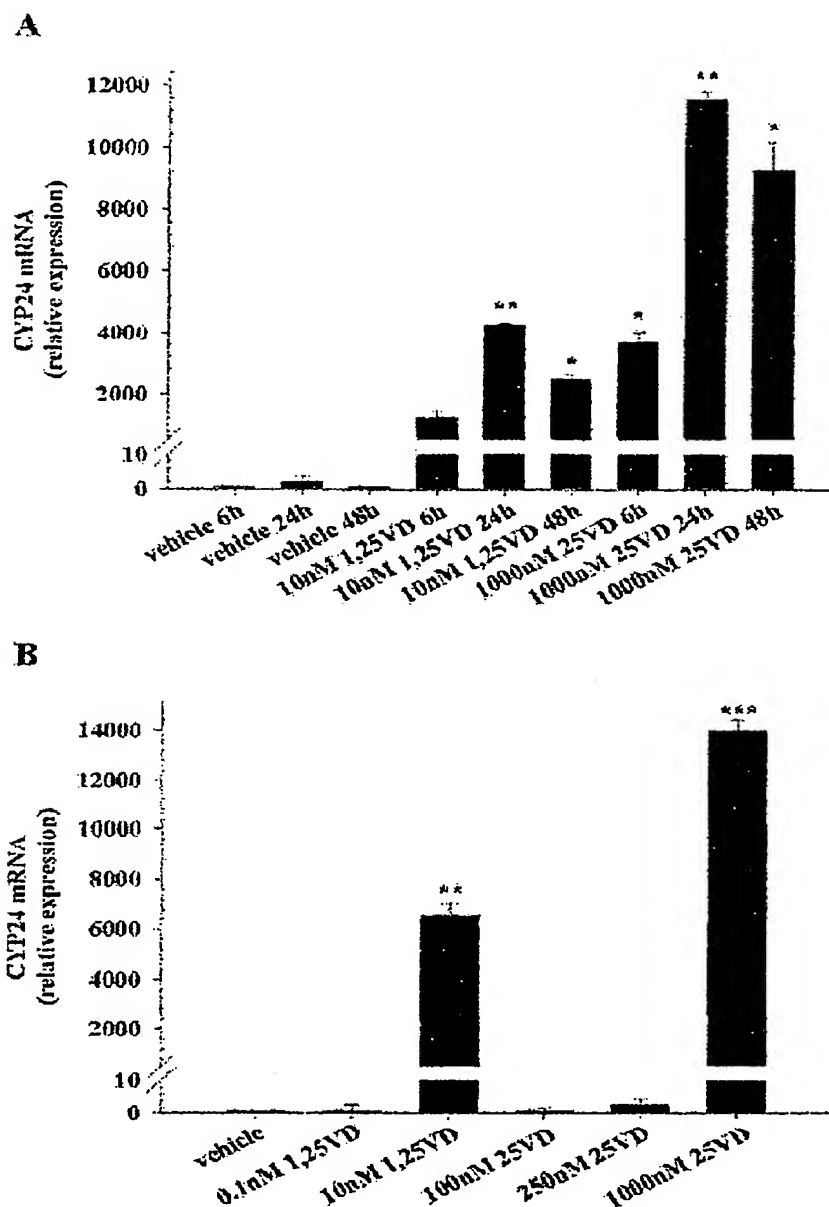 A
12000
10000
8000
6000
4000
2000
10
0
CYP24 mRNA
(relative expression)
**
*
*
**
*
vehicle 6h
vehicle 24h
vehicle 48h
10nM 1,25VD 6h
10nM 1,25VD 24h
10nM 1,25VD 48h
1000nM 25VD 6h
1000nM 25VD 24h
1000nM 25VD 48h
B
14000
12000
10000
8000
6000
4000
2000
10
0
CYP24 mRNA
(relative expression)
**
***
vehicle
0.1nM 1,25VD
10nM 1,25VD
100nM 25VD
250nM 25VD
1000nM 25VD